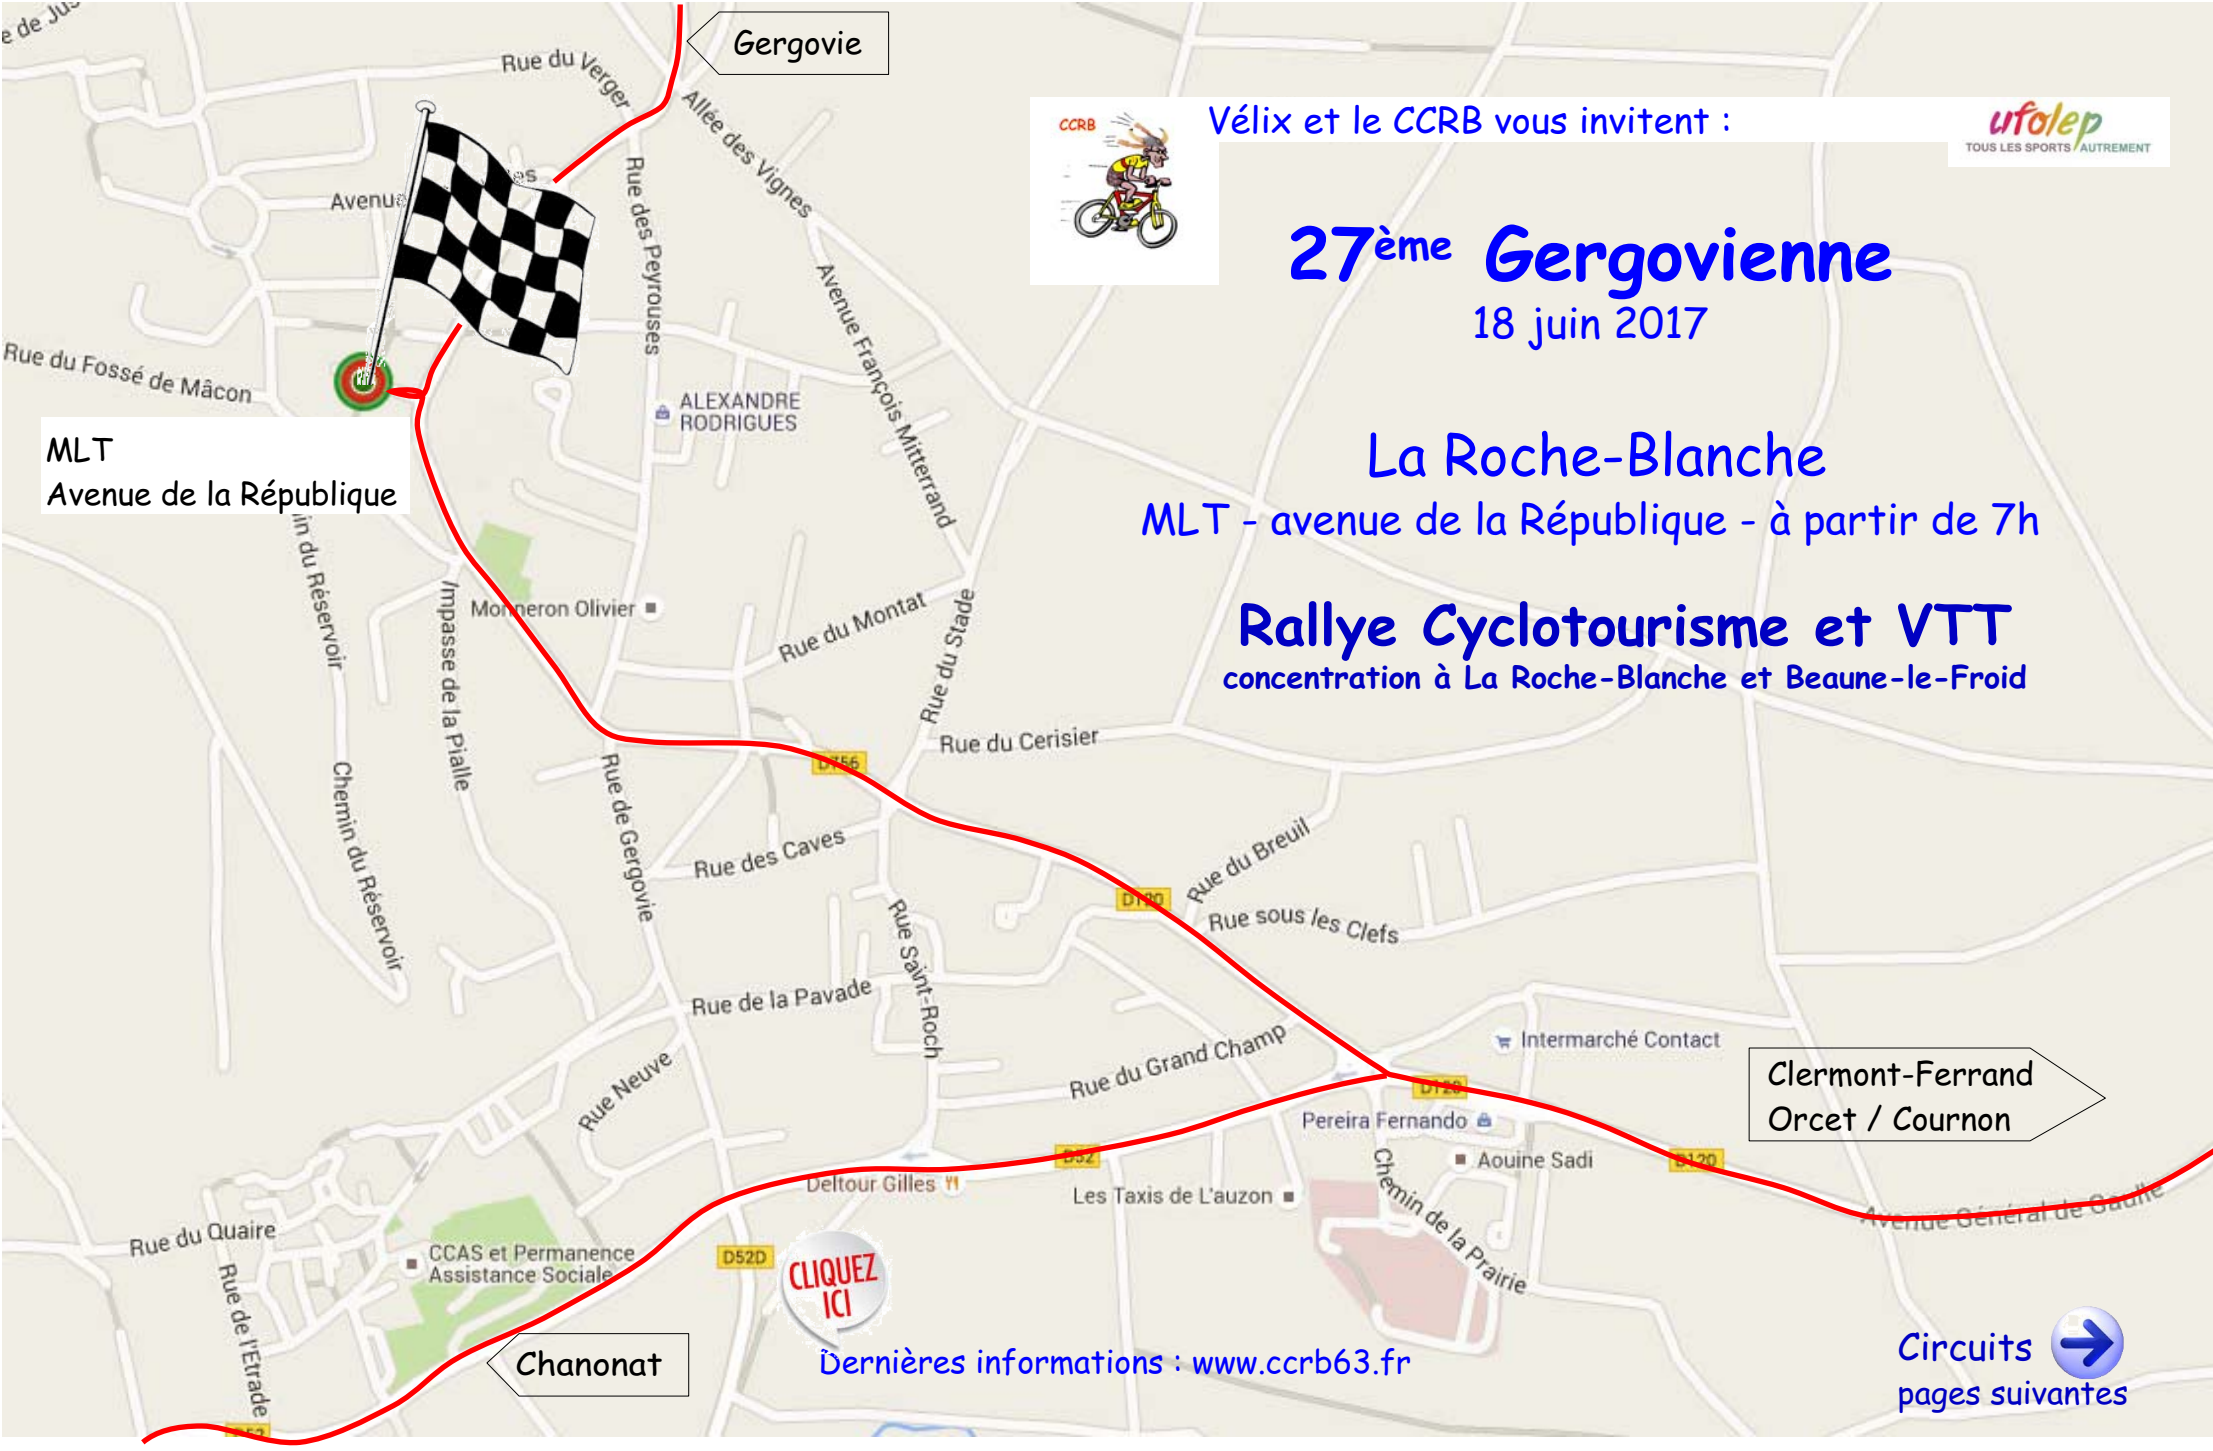 Gergovie
Rue du Verger
Allée des Vignes
CCRB
Vélix et le CCRB vous invitent :
ufolep
TOUS LES SPORTS AUTREMENT
Rue des Peyrouses
27ème Gergovienne
18 juin 2017
Avenue François Mitterrand
Rue du Fossé de Mâcon
ALEXANDRE
RODRIGUES
MLT
Avenue de la République
La Roche-Blanche
MLT - avenue de la République - à partir de 7h
Rallye Cyclotourisme et VTT
concentration à La Roche-Blanche et Beaune-le-Froid
du Réservoir
Impasse de la Pialle
Monneron Olivier
Rue du Montat
Rue du Stade
Rue du Cerisier
D756
Chemin du Réservoir
Rue de Gergovie
Rue des Caves
Rue du Breuil
D120
Rue sous les Clefs
Rue Saint-Roch
Rue de la Pavade
Rue Neuve
Rue du Grand Champ
Intermarché Contact
Clermont-Ferrand
Orcet / Cournon
D120
Pereira Fernando
Aouine Sadi
D120
D52
Deltour Gilles
Les Taxis de L'auzon
Chemin de la Prairie
Avenue Général de Gaulle
Rue du Quaire
CCAS et Permanence
Assistance Sociale
D52D
CLIQUEZ
ICI
Rue de l'Etrade
Chanonat
Dernières informations : www.ccrb63.fr
Circuits
pages suivantes
D52